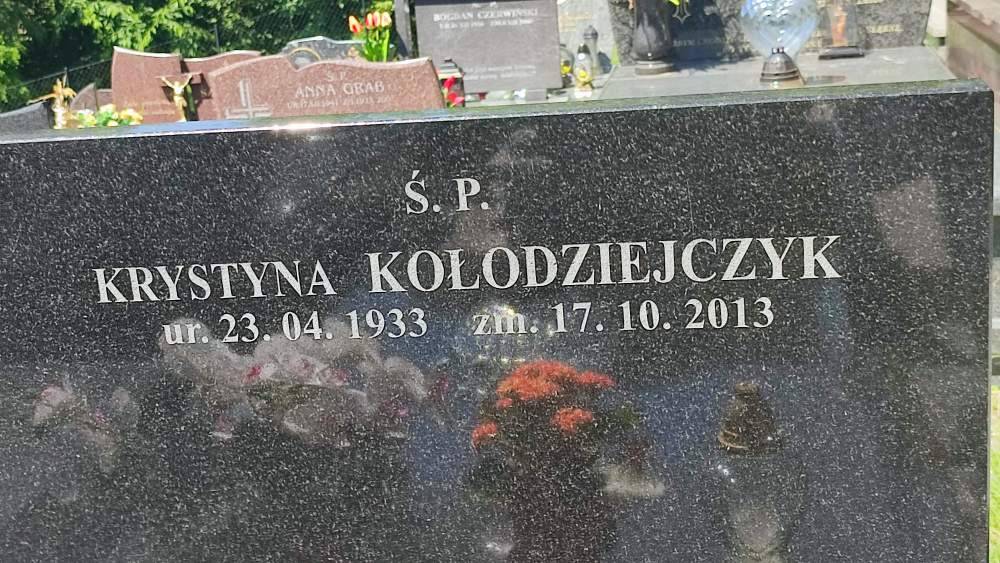 BOGDAN CZERWIŃSKI
Ś. P.
ANNA GRAB
Ś. P.
KRYSTYNA KOŁODZIEJCZYK
ur. 23. 04. 1933 zm. 17. 10. 2013